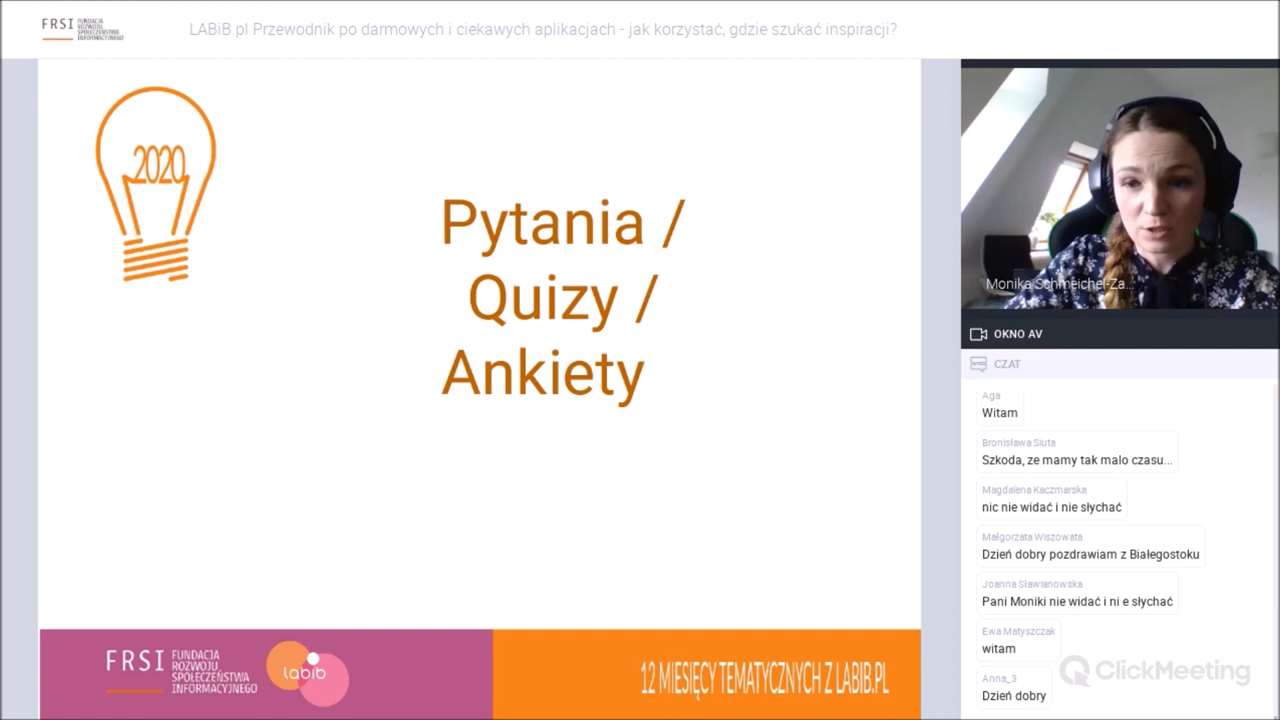 FRSI FUNDACJA
ROZWOJU
SPOŁECZEŃSTWA
INFORMACYJNEGO
LABiB.pl Przewodnik po darmowych i ciekawych aplikacjach - jak korzystać, gdzie szukać inspiracji?
2020
Pytania /
Quizy /
Ankiety
FRSI FUNDACJA
ROZWOJU
SPOŁECZEŃSTWA
INFORMACYJNEGO
labib
12 MIESIĘCY TEMATYCZNYCH Z LABIB.PL
Monika Schmeichel-Za...
OKNO AV
CZAT
Aga
Witam
Bronisława Siuta
Szkoda, ze mamy tak malo czasu...
Magdalena Kaczmarska
nic nie widać i nie słychać
Małgorzata Wiszowata
Dzień dobry pozdrawiam z Białegostoku
Joanna Sławianowska
Pani Moniki nie widać i ni e słychać
Ewa Matyszczak
witam
Anna_3
Dzień dobry
ClickMeeting